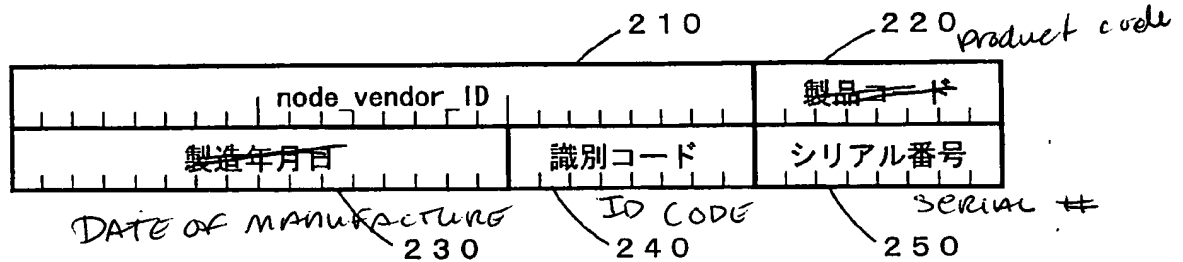 210 220 product code
node_vendor_ID 製品コード
製造年月日 識別コード シリアル番号
DATE OF MANUFACTURE ID CODE SERIAL #
230 240 250